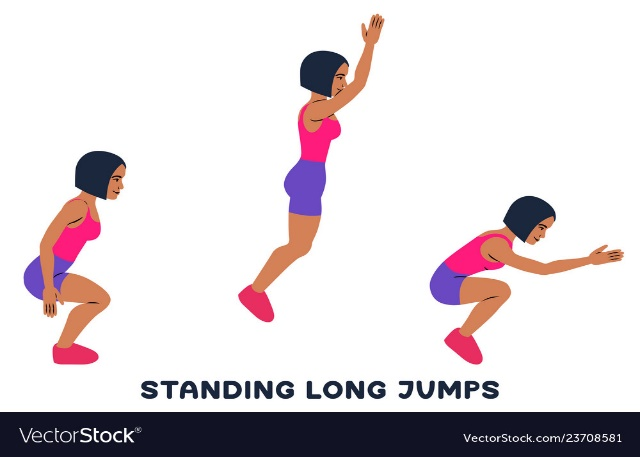 STANDING LONG JUMPS
VectorStock®
VectorStock.com/23708581